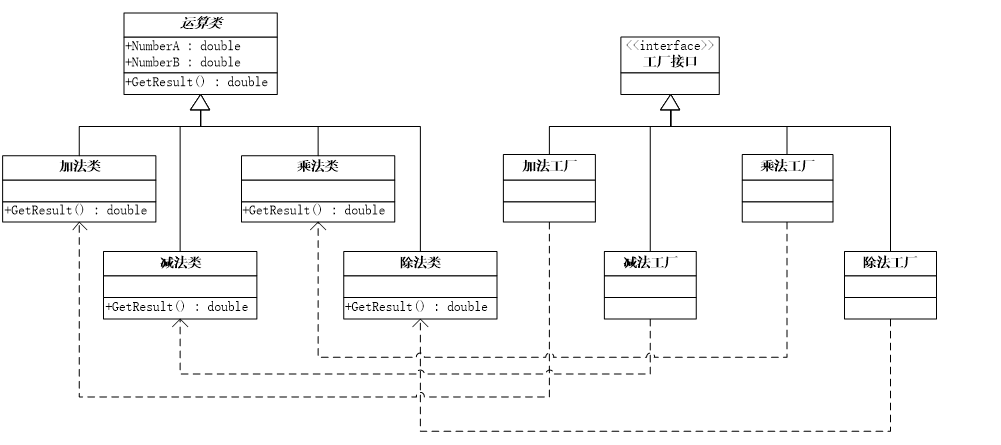 运算类
+NumberA : double
+NumberB : double
+GetResult() : double
<<interface>>
工厂接口
加法类
+GetResult() : double
乘法类
+GetResult() : double
加法工厂
乘法工厂
减法类
+GetResult() : double
除法类
+GetResult() : double
减法工厂
除法工厂